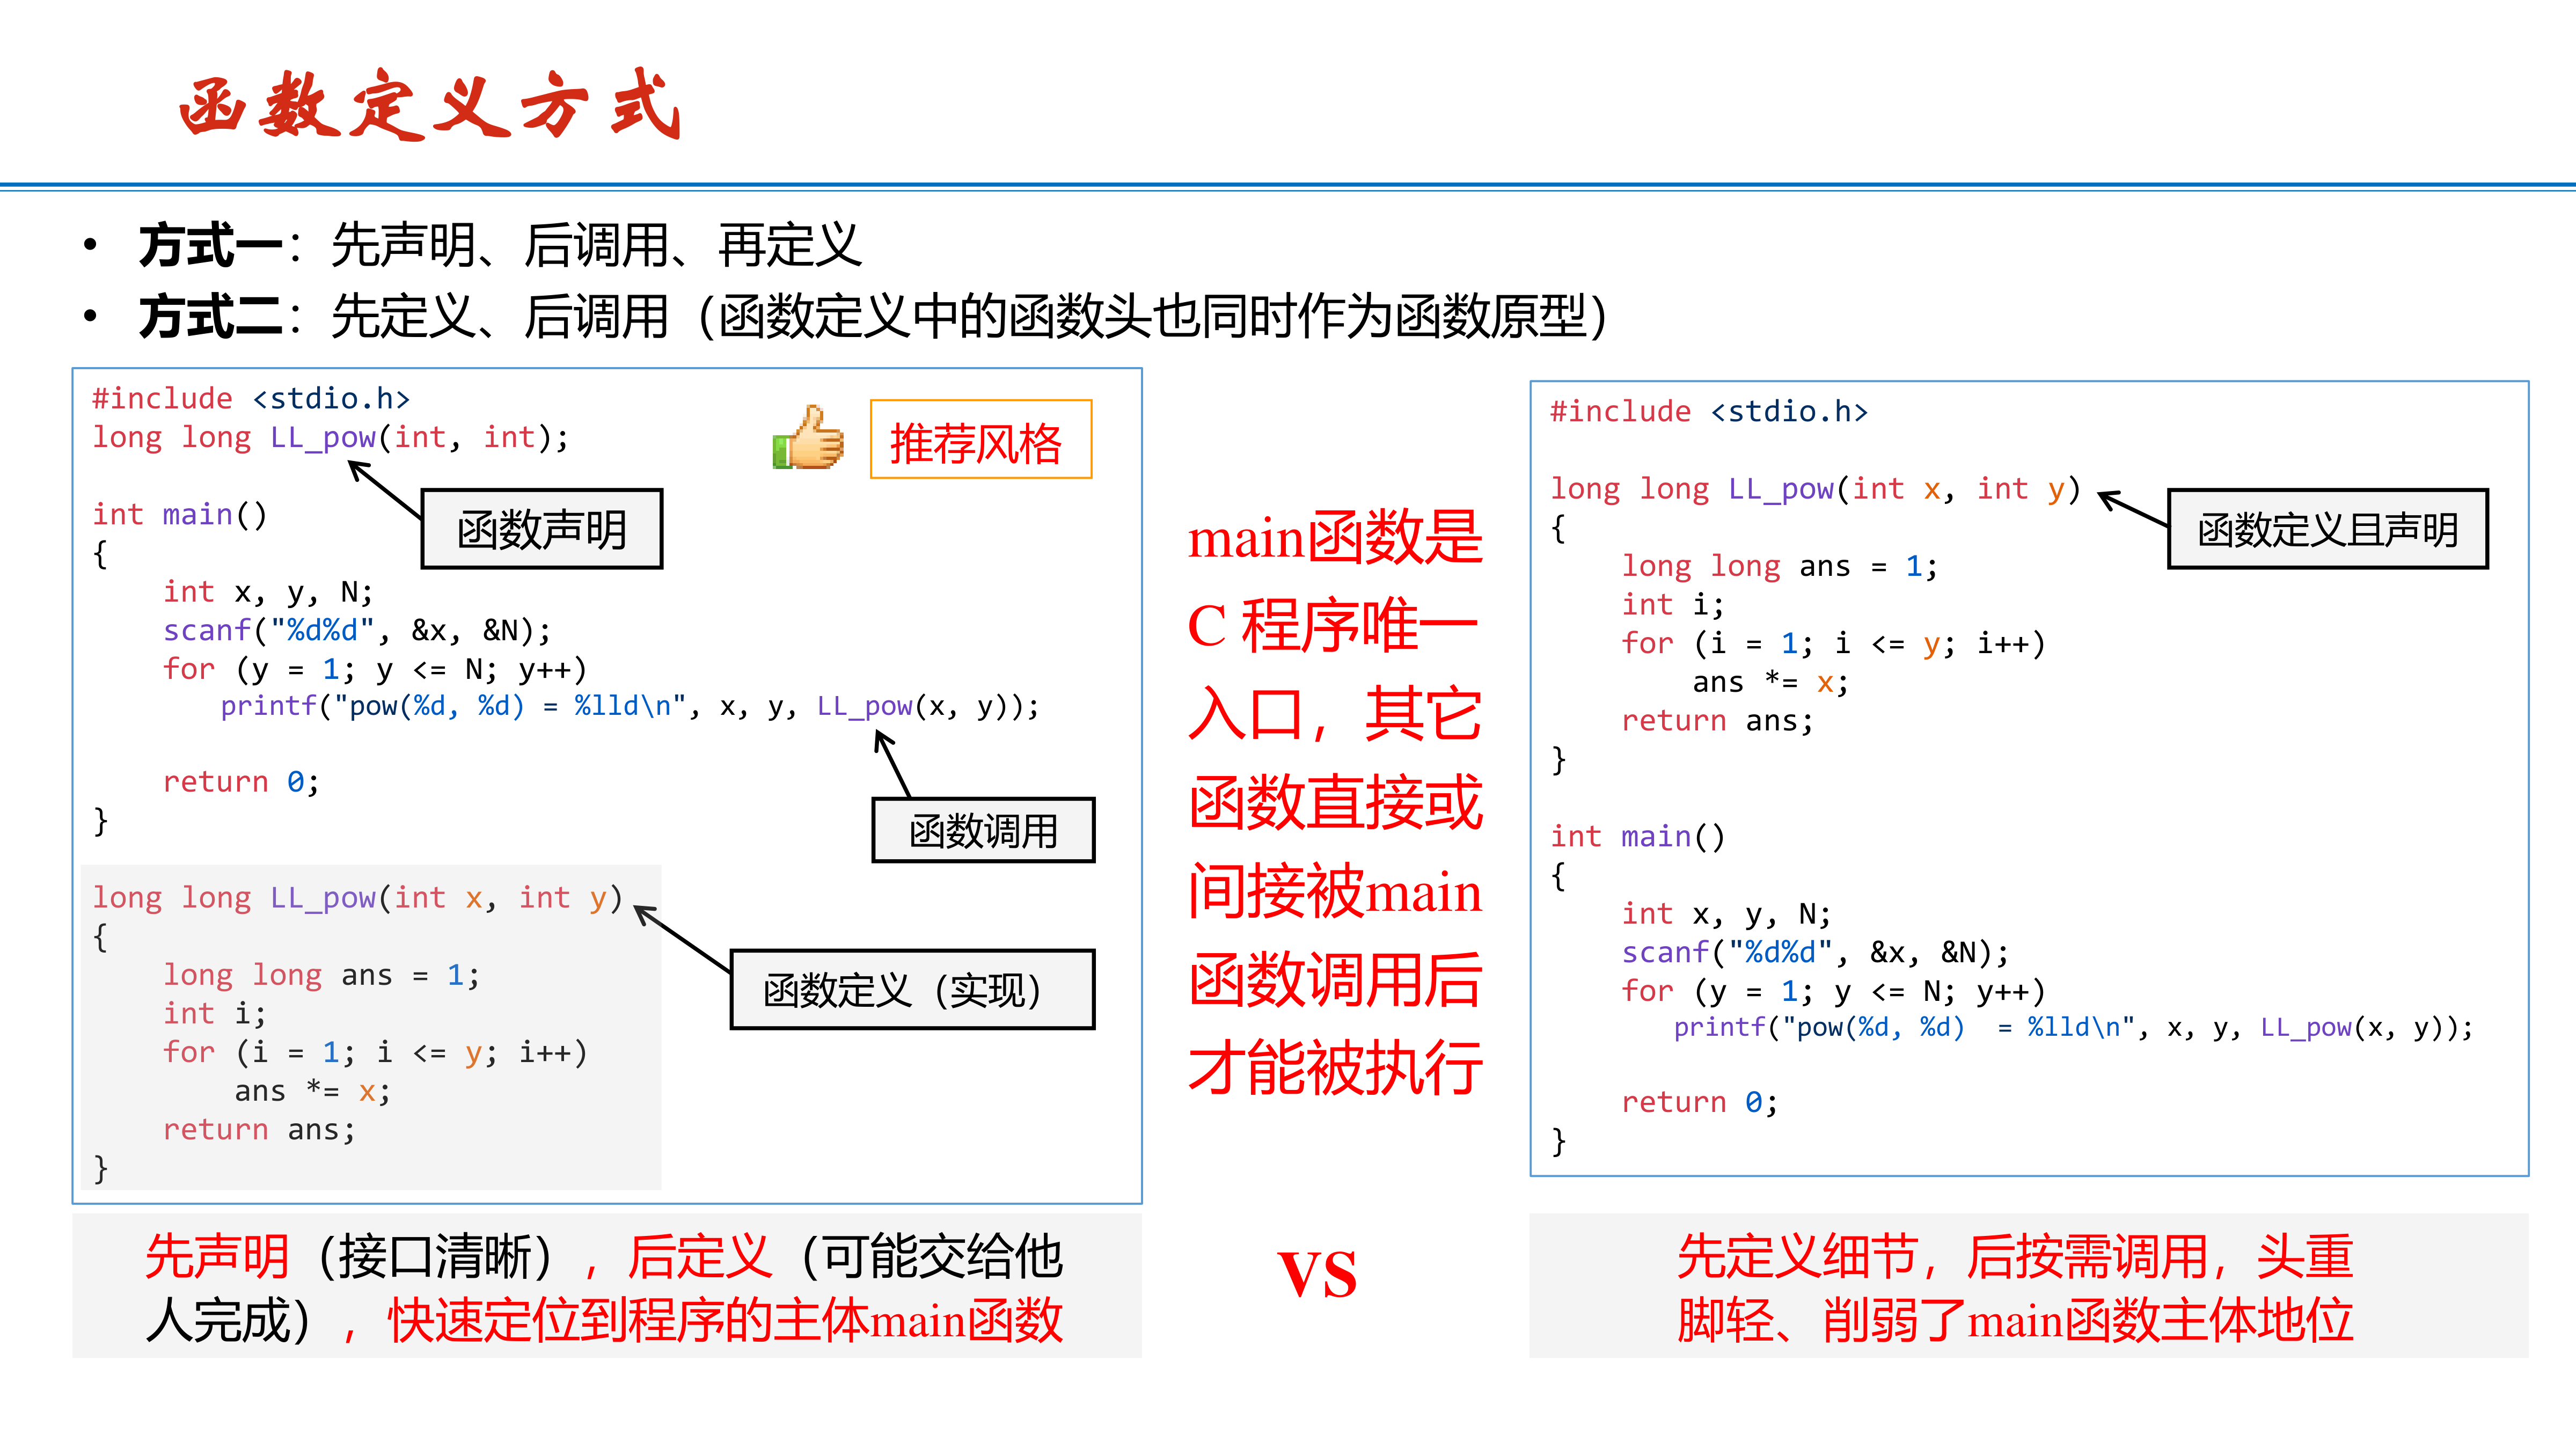 函数定义方式
• 方式一：先声明、后调用、再定义
• 方式二：先定义、后调用（函数定义中的函数头也同时作为函数原型）
#include <stdio.h>
long long LL_pow(int, int);
推荐风格
函数声明
int main()
{
    int x, y, N;
    scanf("%d%d", &x, &N);
    for (y = 1; y <= N; y++)
        printf("pow(%d, %d) = %lld\n", x, y, LL_pow(x, y));
    return 0;
}
函数调用
long long LL_pow(int x, int y)
{
    long long ans = 1;
    int i;
    for (i = 1; i <= y; i++)
        ans *= x;
    return ans;
}
函数定义（实现）
先声明（接口清晰），后定义（可能交给他
人完成），快速定位到程序的主体main函数
main函数是
C 程序唯一
入口，其它
函数直接或
间接被main
函数调用后
才能被执行
VS
#include <stdio.h>
long long LL_pow(int x, int y)
函数定义且声明
{
    long long ans = 1;
    int i;
    for (i = 1; i <= y; i++)
        ans *= x;
    return ans;
}
int main()
{
    int x, y, N;
    scanf("%d%d", &x, &N);
    for (y = 1; y <= N; y++)
        printf("pow(%d, %d)  = %lld\n", x, y, LL_pow(x, y));
    return 0;
}
先定义细节，后按需调用，头重
脚轻、削弱了main函数主体地位